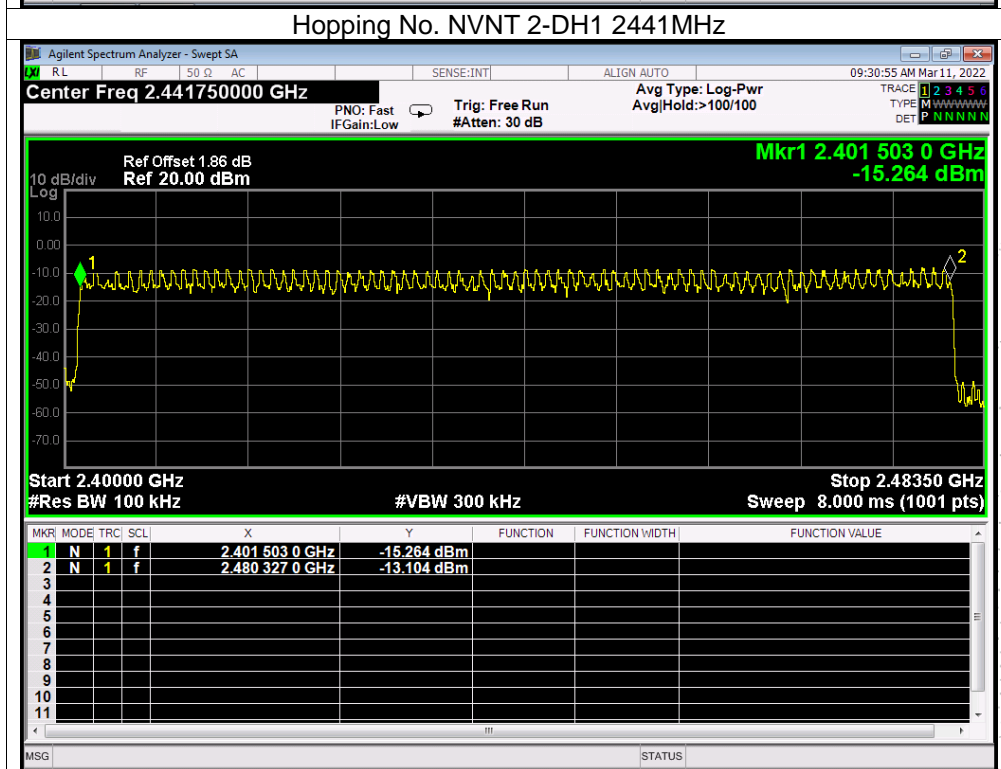 Hopping No. NVNT 2-DH1 2441MHz
Agilent Spectrum Analyzer - Swept SA
LXI RL RF 50 Ω AC SENSE:INT ALIGN AUTO 09:30:55 AM Mar 11, 2022
Center Freq 2.441750000 GHz Avg Type: Log-Pwr TRACE 1 2 3 4 5 6
PNO: Fast Trig: Free Run Avg|Hold:>100/100 TYPE M WWWWW
IFGain:Low #Atten: 30 dB DET P N N N N N
Mkr1 2.401 503 0 GHz
Ref Offset 1.86 dB
10 dB/div Ref 20.00 dBm -15.264 dBm
Log
10.0
0.00
1 2
-10.0
-20.0
-30.0
-40.0
-50.0
-60.0
-70.0
Start 2.40000 GHz Stop 2.48350 GHz
#Res BW 100 kHz #VBW 300 kHz Sweep 8.000 ms (1001 pts)
MKR MODE TRC SCL X Y FUNCTION FUNCTION WIDTH FUNCTION VALUE
1 N 1 f 2.401 503 0 GHz -15.264 dBm
2 N 1 f 2.480 327 0 GHz -13.104 dBm
3
4
5
6
7
8
9
10
11
MSG STATUS